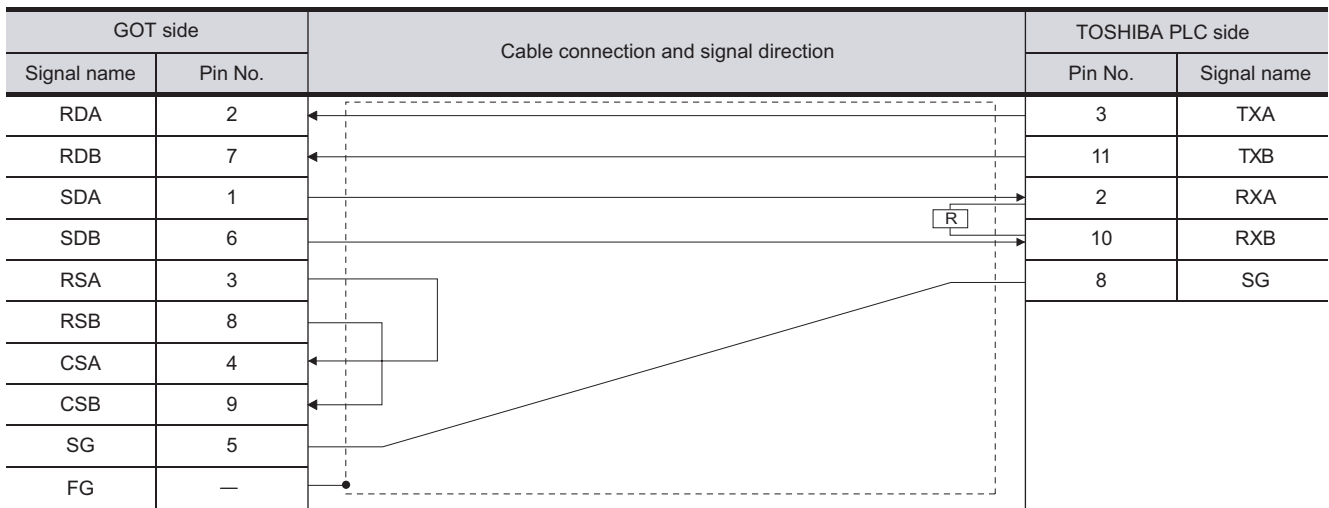 GOT side Cable connection and signal direction TOSHIBA PLC side
Signal name Pin No. Pin No. Signal name
RDA 2 3 TXA
RDB 7 11 TXB
SDA 1 2 RXA
R
SDB 6 10 RXB
RSA 3 8 SG
RSB 8
CSA 4
CSB 9
SG 5
FG —